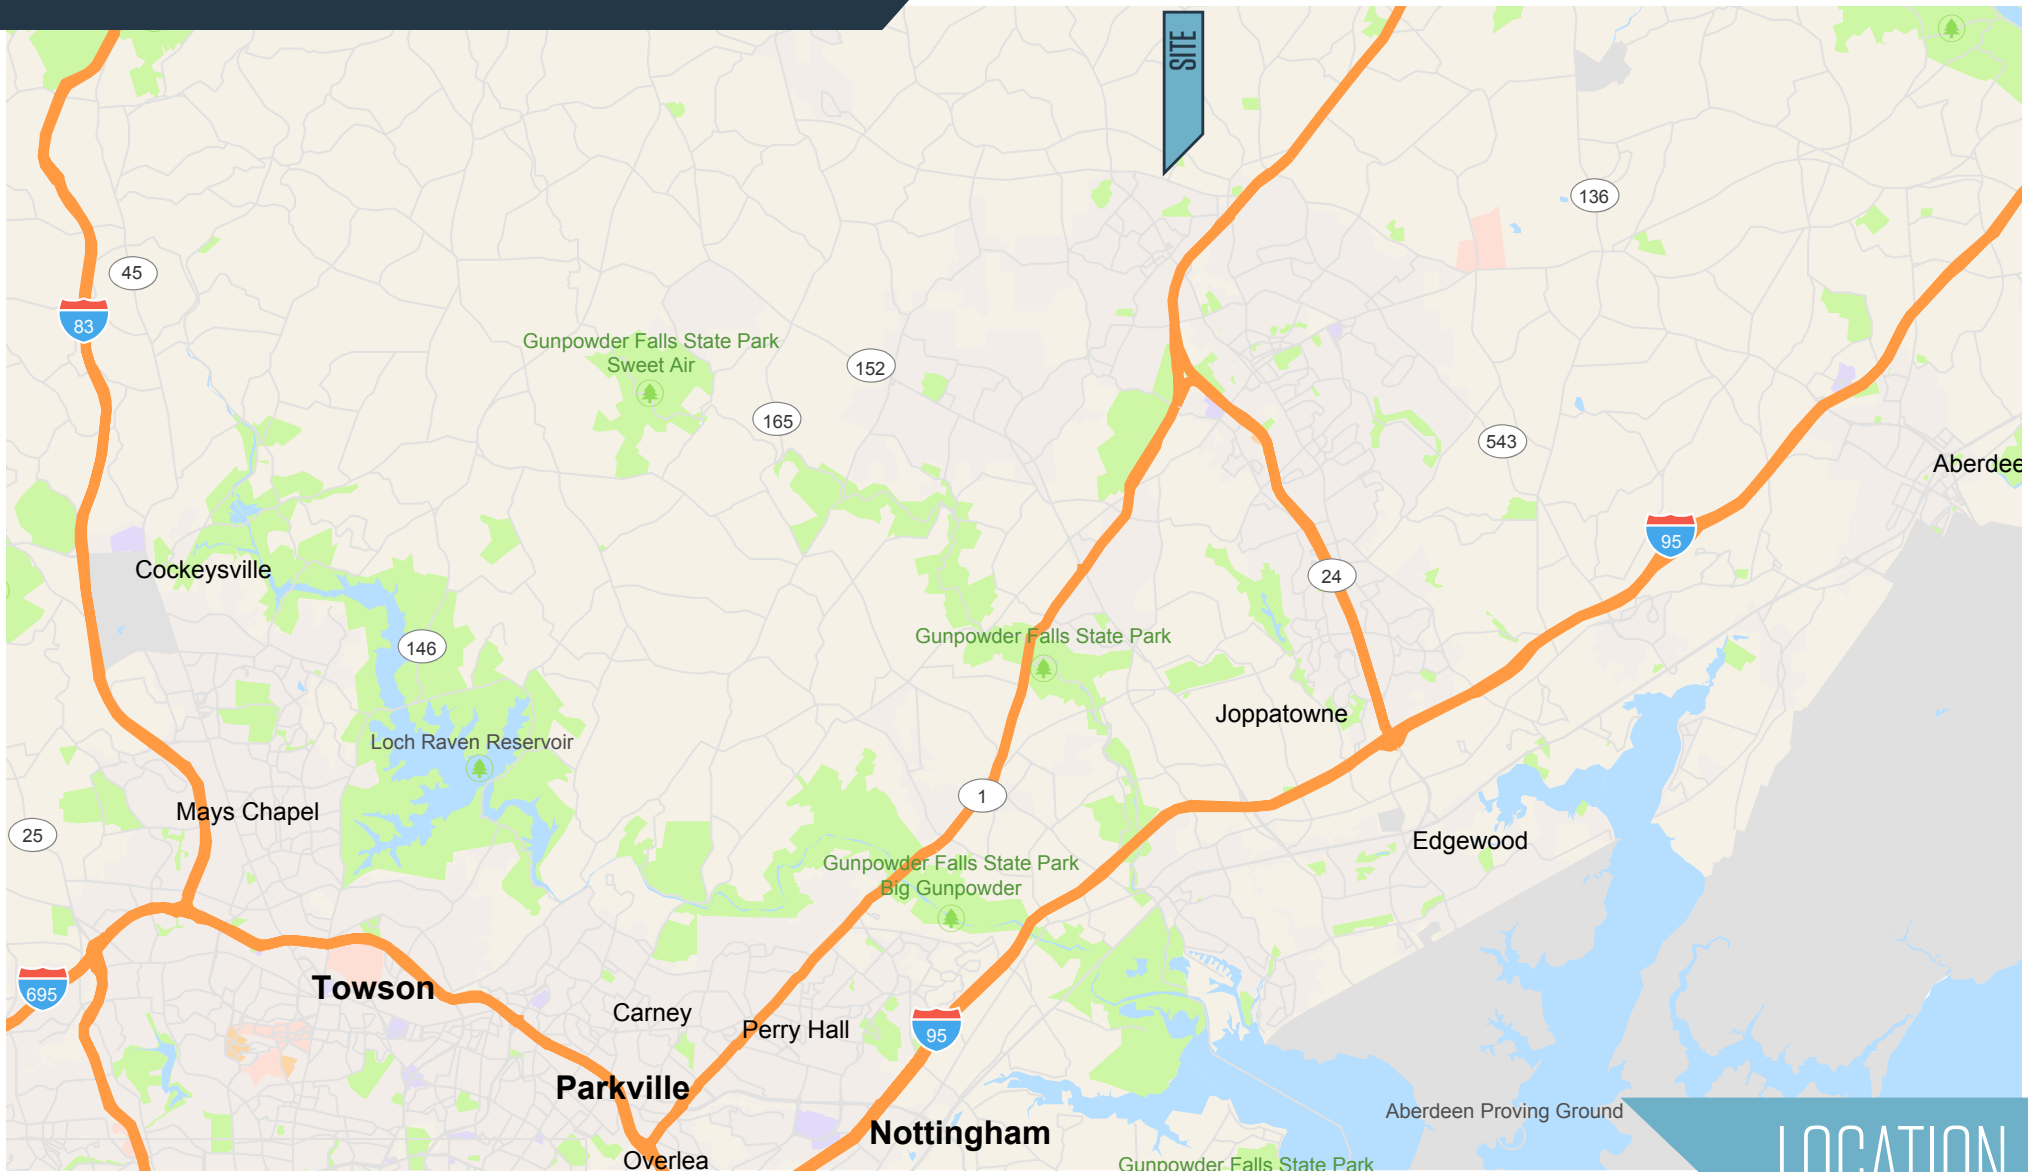 SITE
136
45
83
Gunpowder Falls State Park
Sweet Air
152
165
543
Aberdee
95
Cockeysville
24
146
Gunpowder Falls State Park
Joppatowne
Loch Raven Reservoir
1
Mays Chapel
25
Edgewood
Gunpowder Falls State Park
Big Gunpowder
695
Towson
Carney
Perry Hall
95
Parkville
Aberdeen Proving Ground
Nottingham
LOCATION
Overlea
Gunpowder Falls State Park